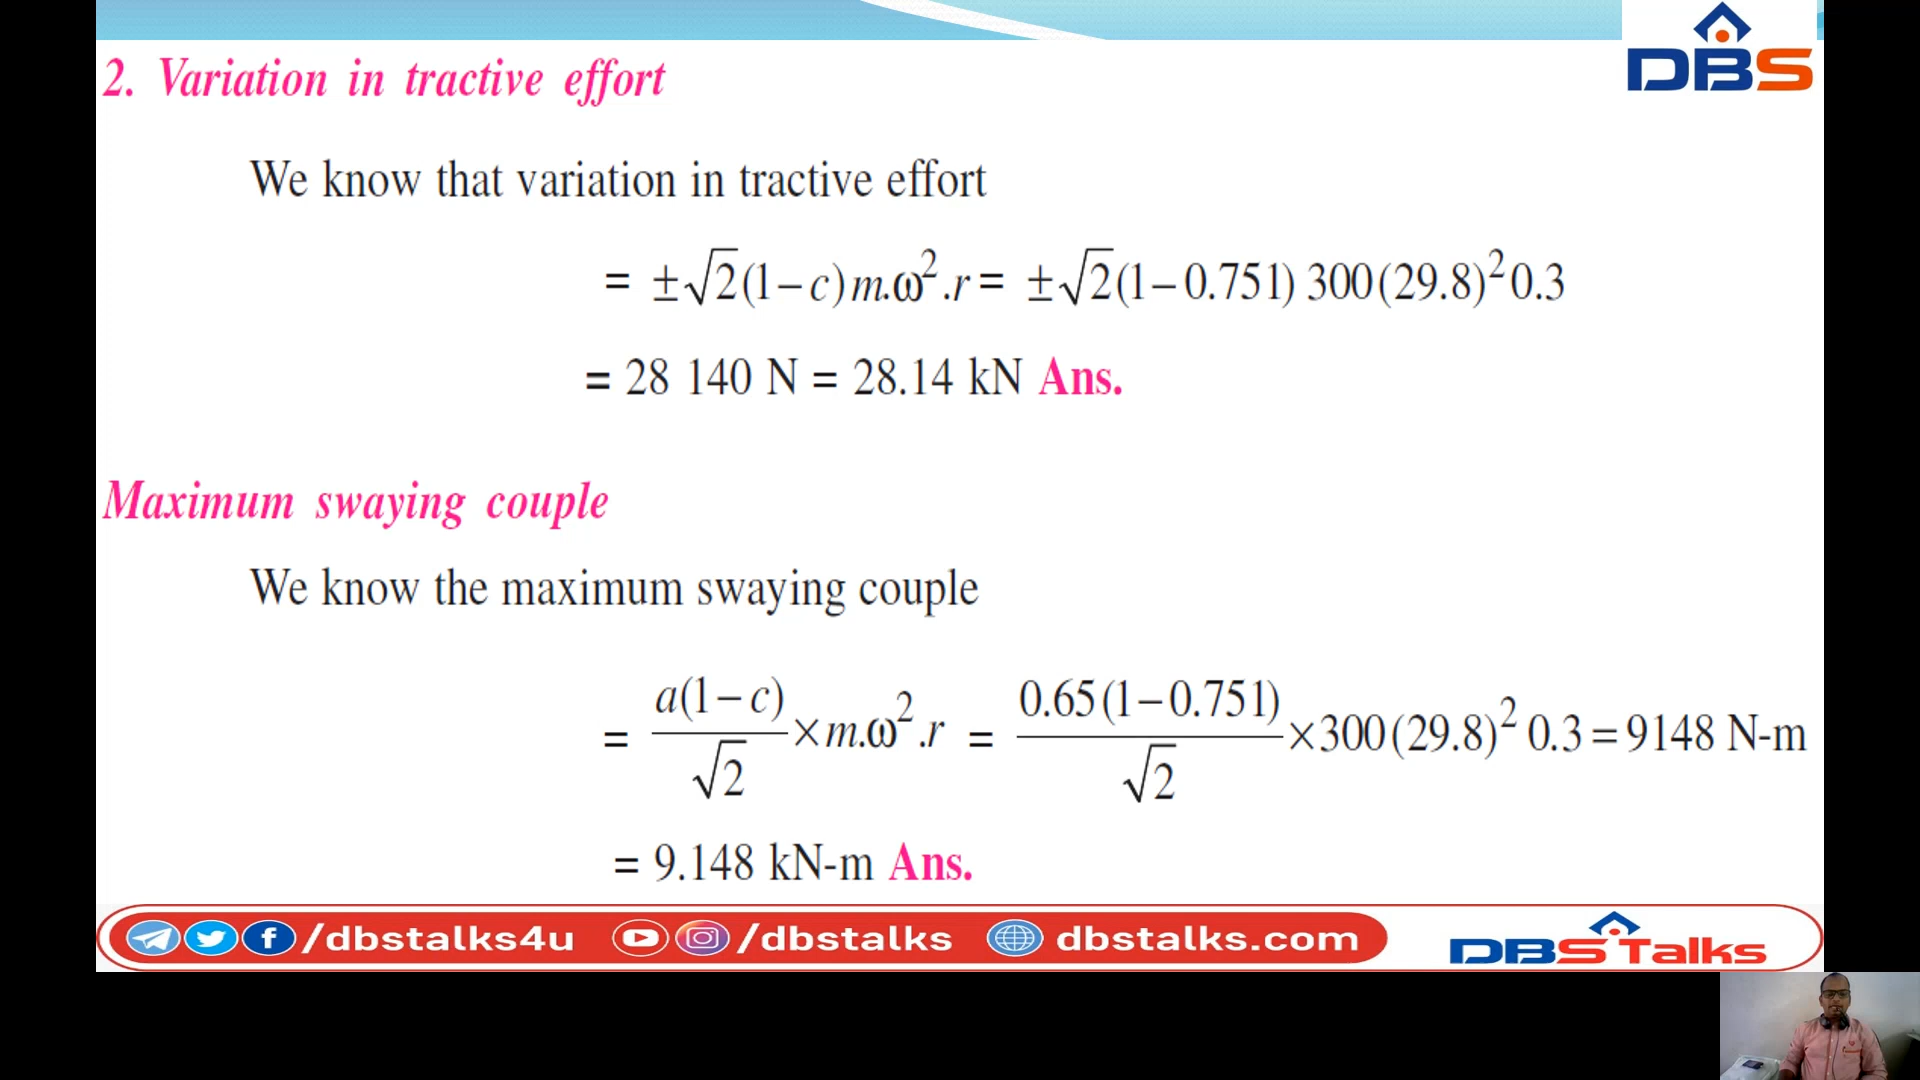 DBS
2. Variation in tractive effort
We know that variation in tractive effort
= ±√2(1–c)m.ω².r = ±√2(1–0.751) 300(29.8)²0.3
= 28 140 N = 28.14 kN Ans.
Maximum swaying couple
We know the maximum swaying couple
= a(1–c)/√2 ×m.ω².r = 0.65(1–0.751)/√2 ×300(29.8)² 0.3=9148 N-m
= 9.148 kN-m Ans.
/dbstalks4u /dbstalks dbstalks.com DBS Talks